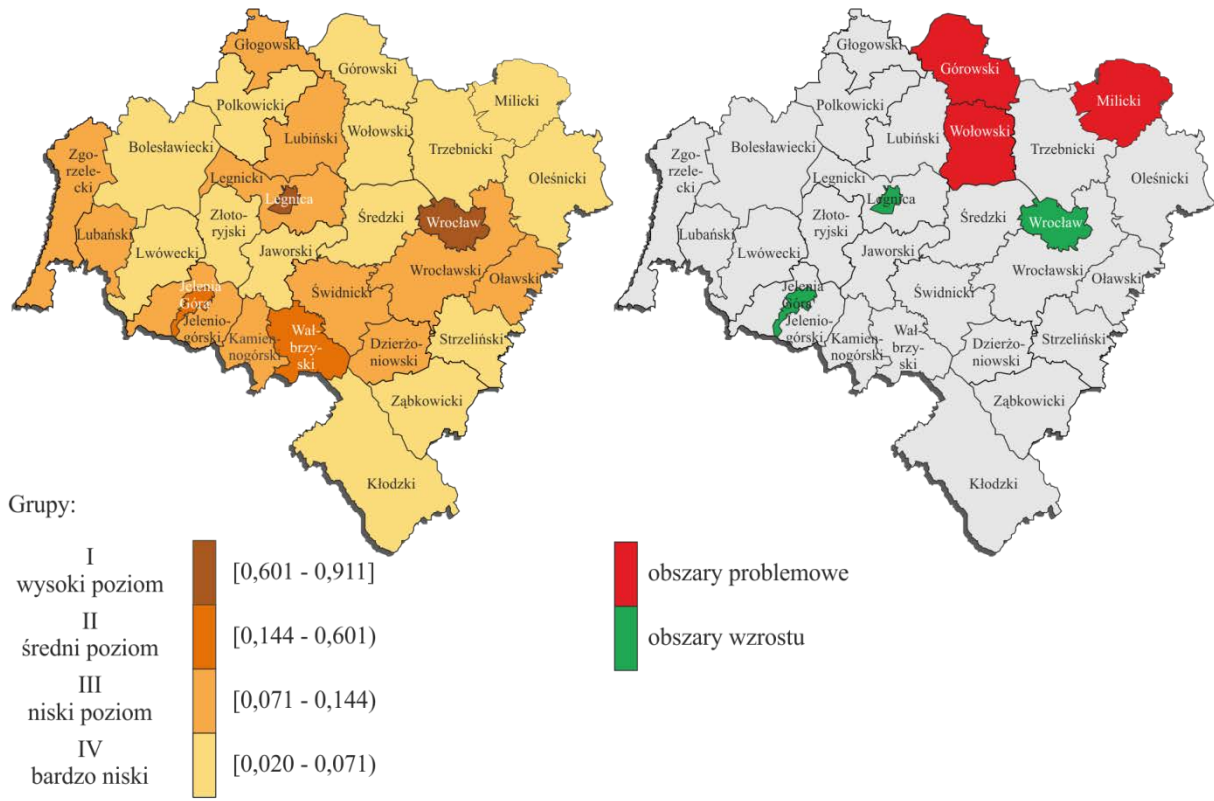 Głogowski
Górowski
Milicki
Polkowicki
Lubiński
Wołowski
Trzebnicki
Bolesławiecki
Zgo-
rzelec-
ki
Legnicki
Oleśnicki
Legnica
Złoto-
ryjski
Średzki
Wrocław
Lubański
Lwówecki
Jaworski
Wrocławski
Oławski
Jelenia
Góra
Świdnicki
Jelenio-
górski
Kamien-
nogórski
Wał-
brzy-
ski
Dzierżo-
niowski
Strzeliński
Ząbkowicki
Kłodzki
Głogowski
Górowski
Milicki
Polkowicki
Lubiński
Wołowski
Trzebnicki
Bolesławiecki
Zgo-
rzelec-
ki
Legnicki
Oleśnicki
Legnica
Złoto-
ryjski
Średzki
Wrocław
Lubański
Lwówecki
Jaworski
Wrocławski
Oławski
Jelenia
Góra
Świdnicki
Jelenio-
górski
Kamien-
nogórski
Wał-
brzy-
ski
Dzierżo-
niowski
Strzeliński
Ząbkowicki
Kłodzki
Grupy:
I
wysoki poziom
[0,601 - 0,911]
II
średni poziom
[0,144 - 0,601)
III
niski poziom
[0,071 - 0,144)
IV
bardzo niski
[0,020 - 0,071)
obszary problemowe
obszary wzrostu